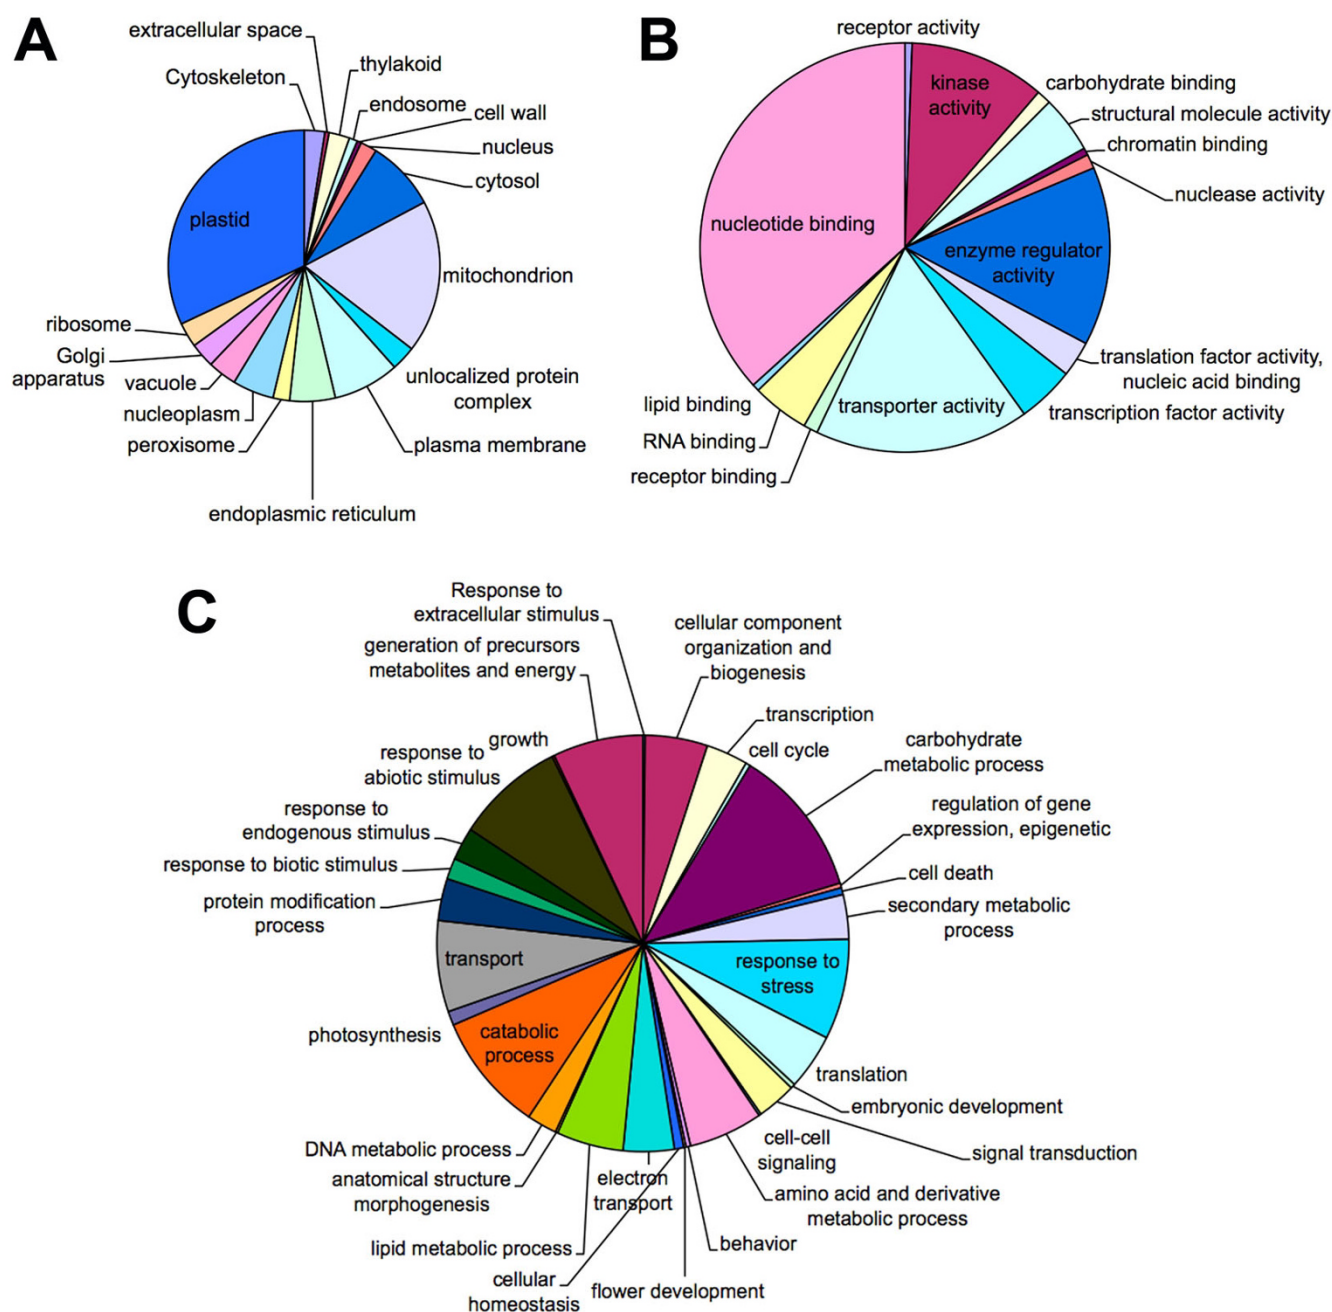 A
extracellular space
Cytoskeleton
thylakoid
endosome
cell wall
nucleus
cytosol
plastid
mitochondrion
ribosome
Golgi
apparatus
vacuole
nucleoplasm
peroxisome
unlocalized protein
complex
plasma membrane
endoplasmic reticulum
B
receptor activity
kinase
activity
carbohydrate binding
structural molecule activity
chromatin binding
nuclease activity
nucleotide binding
enzyme regulator
activity
translation factor activity,
nucleic acid binding
transcription factor activity
transporter activity
lipid binding
RNA binding
receptor binding
C
Response to
extracellular stimulus
generation of precursors
metabolites and energy
cellular component
organization and
biogenesis
transcription
cell cycle
carbohydrate
metabolic process
regulation of gene
expression, epigenetic
cell death
secondary metabolic
process
response to
stress
translation
embryonic development
signal transduction
cell-cell
signaling
amino acid and derivative
metabolic process
behavior
flower development
cellular
homeostasis
electron
transport
lipid metabolic process
anatomical structure
morphogenesis
DNA metabolic process
catabolic
process
photosynthesis
transport
protein modification
process
response to biotic stimulus
response to
endogenous stimulus
response to
abiotic stimulus
growth